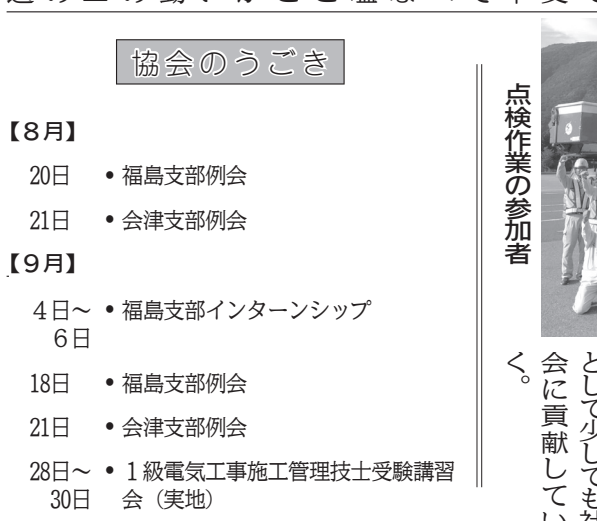 協会のうごき
【８月】
20日 •福島支部例会
21日 •会津支部例会
【９月】
４日〜 •福島支部インターンシップ
６日
18日 •福島支部例会
21日 •会津支部例会
28日〜 •１級電気工事施工管理技士受験講習
30日 会（実地）
点検作業の参加者
として少しでも社
会に貢献してい
く。